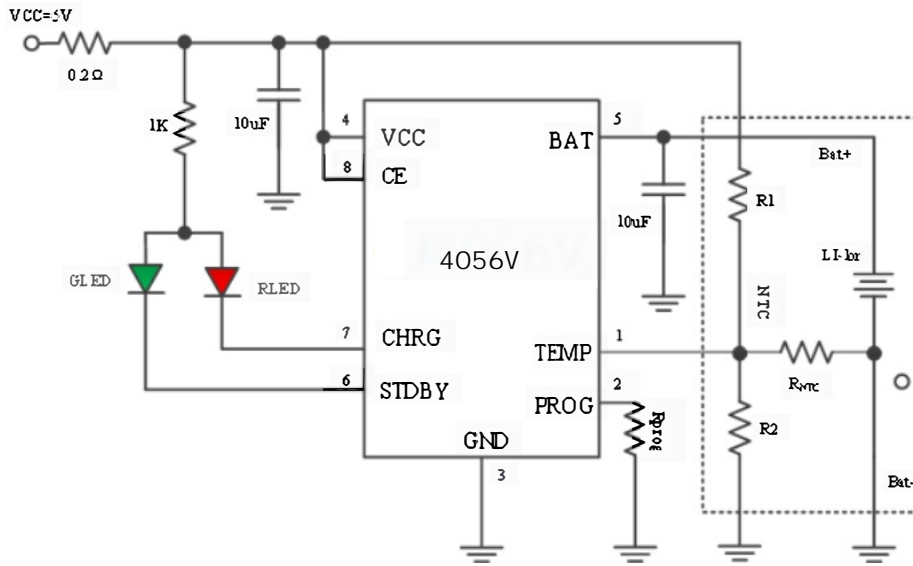 VCC=5V
0.2Ω
1K
10uF
4
VCC
8
CE
BAT
5
Bat+
R1
10uF
4056V
GLED
RLED
LI-Ior
NTC
7
CHRG
TEMP
1
6
STDBY
2
PROG
Rprog
RNTC
R2
GND
3
Bat-